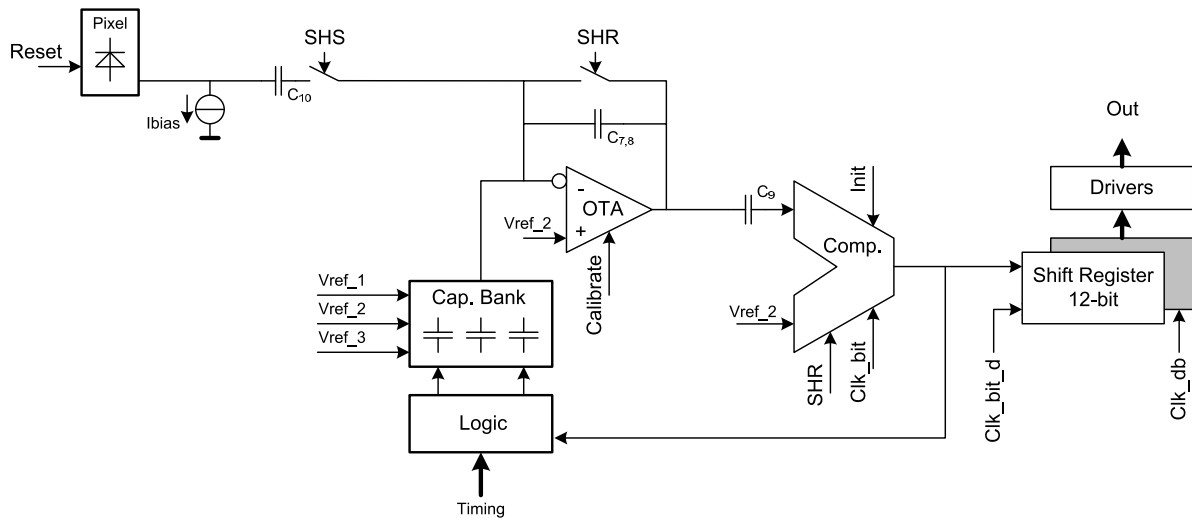 Pixel
Reset
SHS
SHR
C10
Ibias
C7,8
Out
Drivers
Init
C9
-
OTA
+
Vref_2
Calibrate
Comp.
Shift Register
12-bit
Vref_1
Vref_2
Vref_3
Cap. Bank
Vref_2
SHR
Clk_bit
Clk_bit_d
Clk_db
Logic
Timing